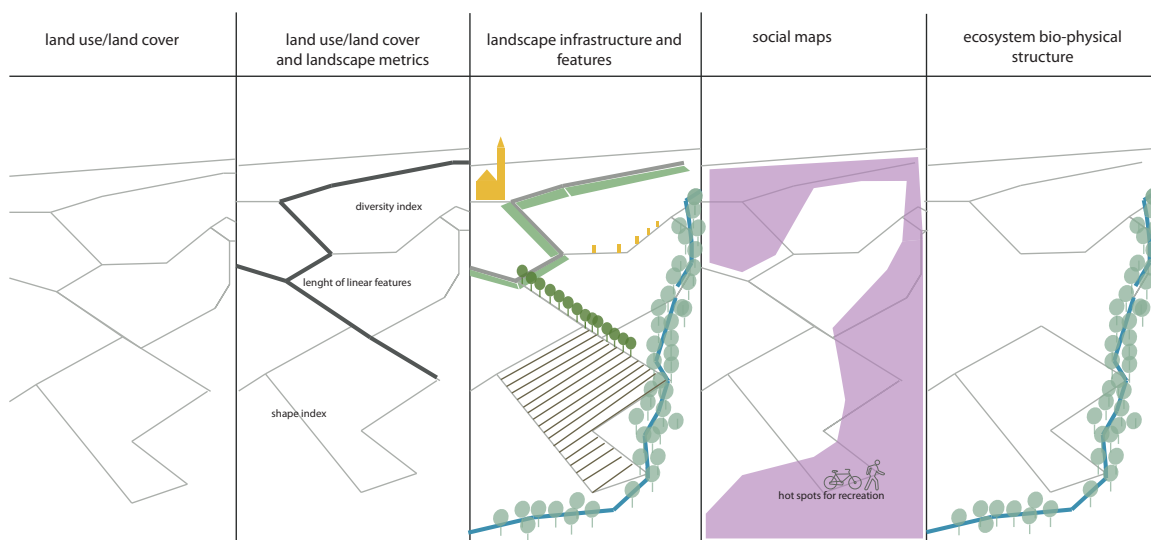 land use/land cover
land use/land cover
and landscape metrics
landscape infrastructure and
features
social maps
ecosystem bio-physical
structure
diversity index
lenght of linear features
shape index
hot spots for recreation